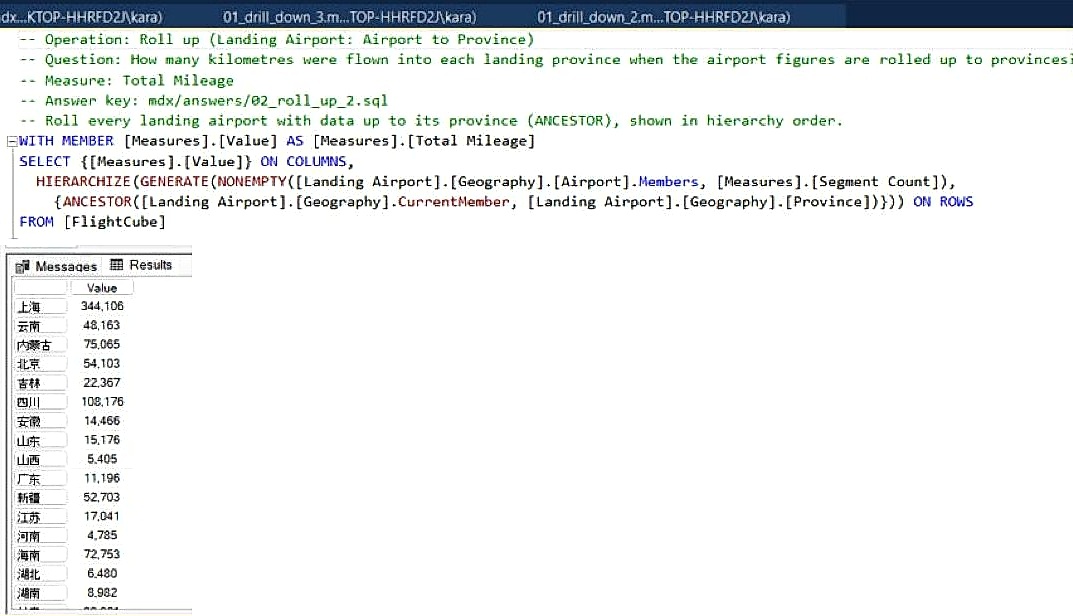 dx...KTOP-HHRFD2J\kara) 01_drill_down_3.m...TOP-HHRFD2J\kara) 01_drill_down_2.m...TOP-HHRFD2J\kara)
-- Operation: Roll up (Landing Airport: Airport to Province)
-- Question: How many kilometres were flown into each landing province when the airport figures are rolled up to provinces
-- Measure: Total Mileage
-- Answer key: mdx/answers/02_roll_up_2.sql
-- Roll every landing airport with data up to its province (ANCESTOR), shown in hierarchy order.
WITH MEMBER [Measures].[Value] AS [Measures].[Total Mileage]
SELECT {[Measures].[Value]} ON COLUMNS,
HIERARCHIZE(GENERATE(NONEMPTY([Landing Airport].[Geography].[Airport].Members, [Measures].[Segment Count]),
{ANCESTOR([Landing Airport].[Geography].CurrentMember, [Landing Airport].[Geography].[Province])})) ON ROWS
FROM [FlightCube]
Messages Results
Value
上海 344,106
云南 48,163
内蒙古 75,065
北京 54,103
吉林 22,367
四川 108,176
安徽 14,466
山东 15,176
山西 5,405
广东 11,196
新疆 52,703
江苏 17,041
河南 4,785
海南 72,753
湖北 6,480
湖南 8,982